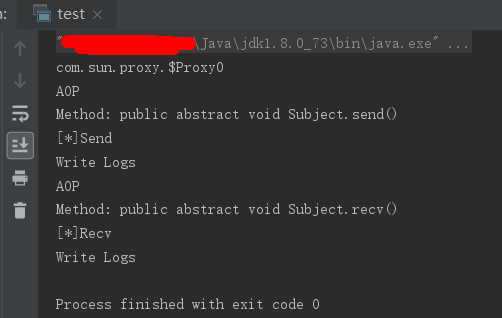 : test ×
"\Java\jdk1.8.0_73\bin\java.exe" ...
com.sun.proxy.$Proxy0
AOP
Method: public abstract void Subject.send()
[*]Send
Write Logs
AOP
Method: public abstract void Subject.recv()
[*]Recv
Write Logs
Process finished with exit code 0